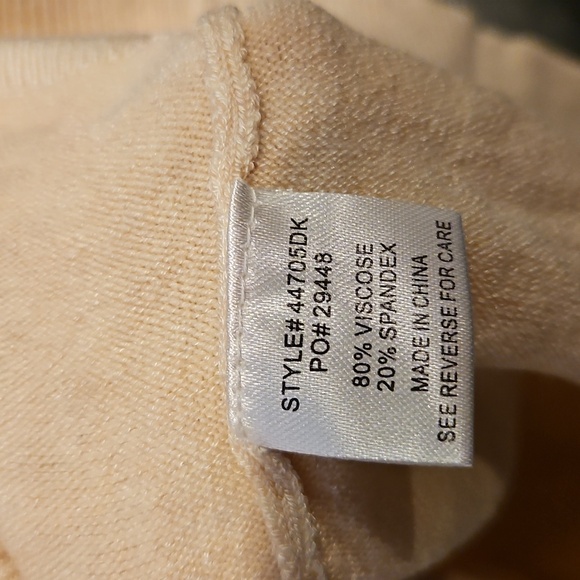 STYLE# 44705DK
PO# 29448
80% VISCOSE
20% SPANDEX
MADE IN CHINA
SEE REVERSE FOR CARE